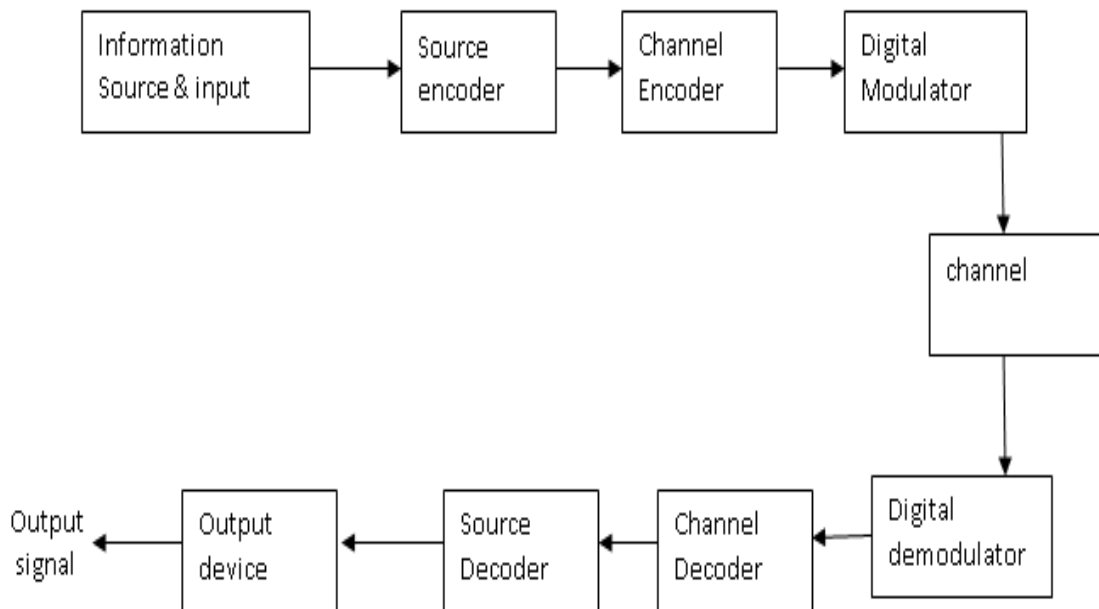 Information
Source & input
Source
encoder
Channel
Encoder
Digital
Modulator
channel
Digital
demodulator
Channel
Decoder
Source
Decoder
Output
device
Output
signal